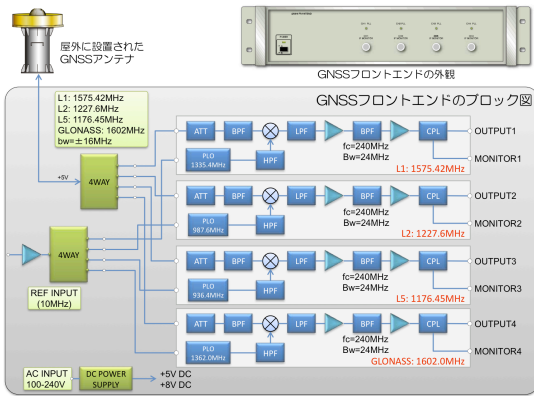 屋外に設置された
GNSSアンテナ
GNSSフロントエンドの外観
GNSSフロントエンドのブロック図
L1: 1575.42MHz
L2: 1227.6MHz
L5: 1176.45MHz
GLONASS: 1602MHz
bw=±16MHz
+5V
4WAY
4WAY
REF INPUT
(10MHz)
AC INPUT
100-240V
DC POWER
SUPPLY
+5V DC
+8V DC
ATT
BPF
LPF
BPF
CPL
OUTPUT1
PLO
1335.4MHz
HPF
fc=240MHz
Bw=24MHz
MONITOR1
L1: 1575.42MHz
ATT
BPF
LPF
BPF
CPL
OUTPUT2
PLO
987.6MHz
HPF
fc=240MHz
Bw=24MHz
MONITOR2
L2: 1227.6MHz
ATT
BPF
LPF
BPF
CPL
OUTPUT3
PLO
936.4MHz
HPF
fc=240MHz
Bw=24MHz
MONITOR3
L5: 1176.45MHz
ATT
BPF
LPF
BPF
CPL
OUTPUT4
PLO
1362.0MHz
HPF
fc=240MHz
Bw=24MHz
MONITOR4
GLONASS: 1602.0MHz